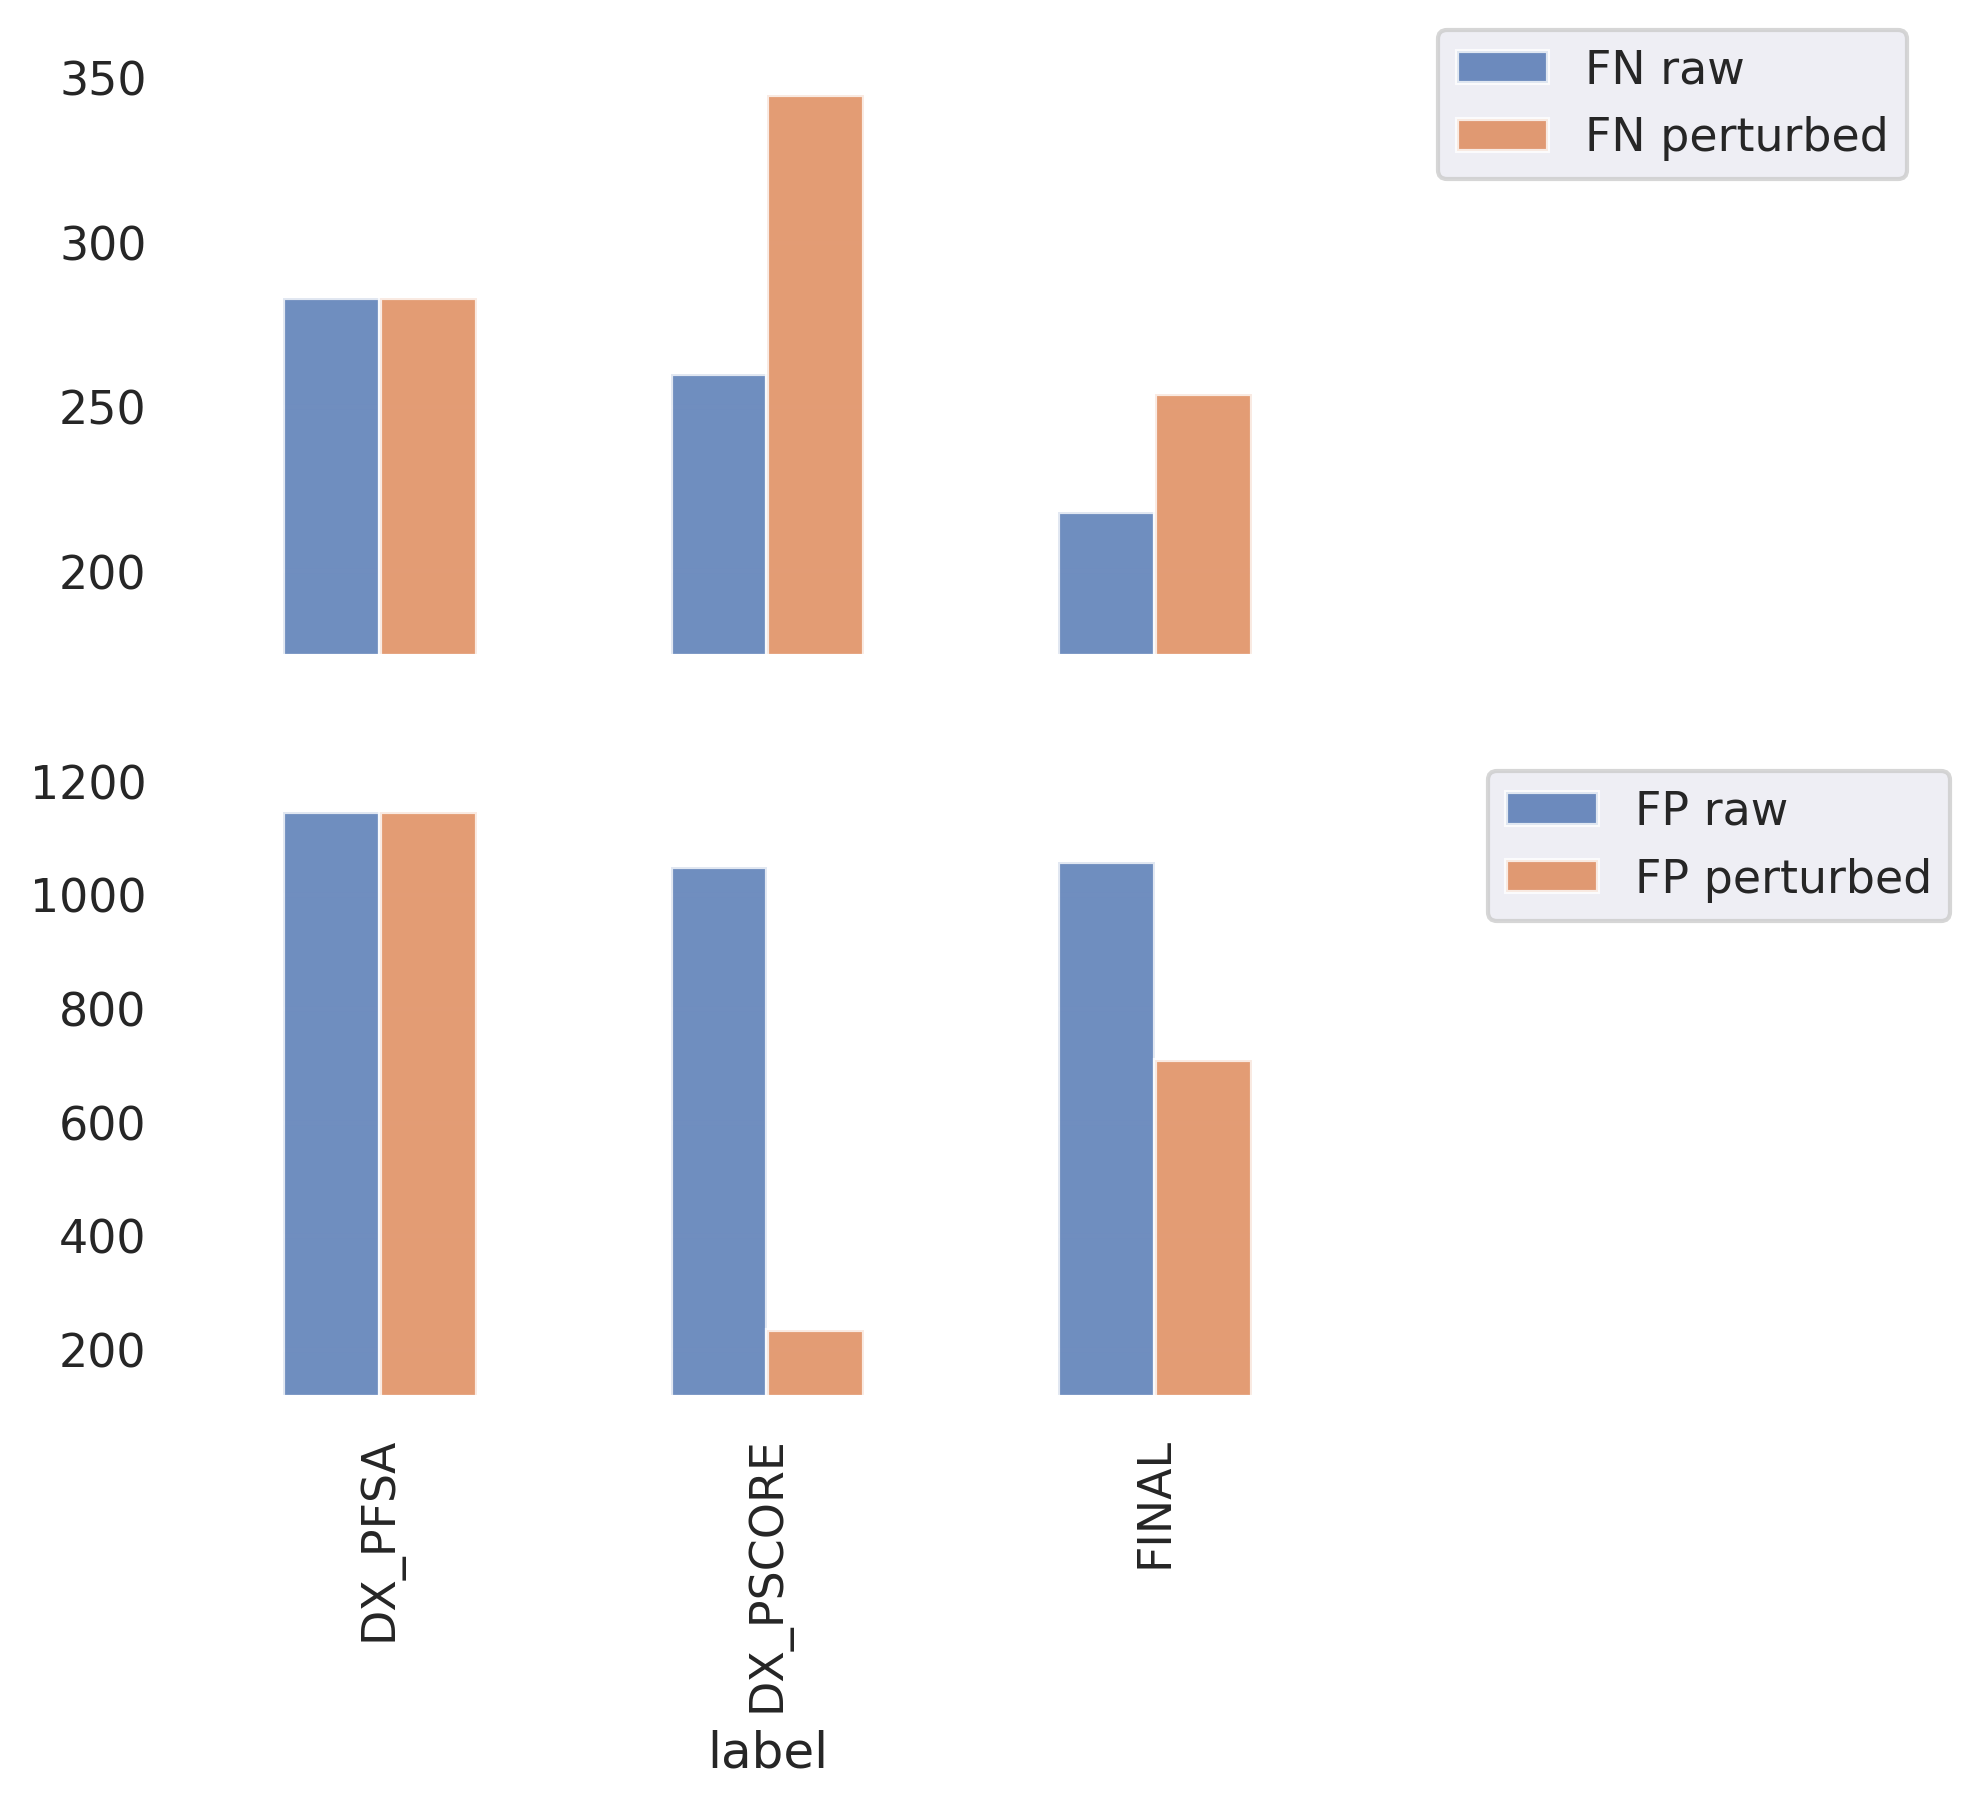 350
300
250
200
FN raw
FN perturbed
1200
1000
800
600
400
200
FP raw
FP perturbed
DX_PFSA
DX_PSCORE
FINAL
label